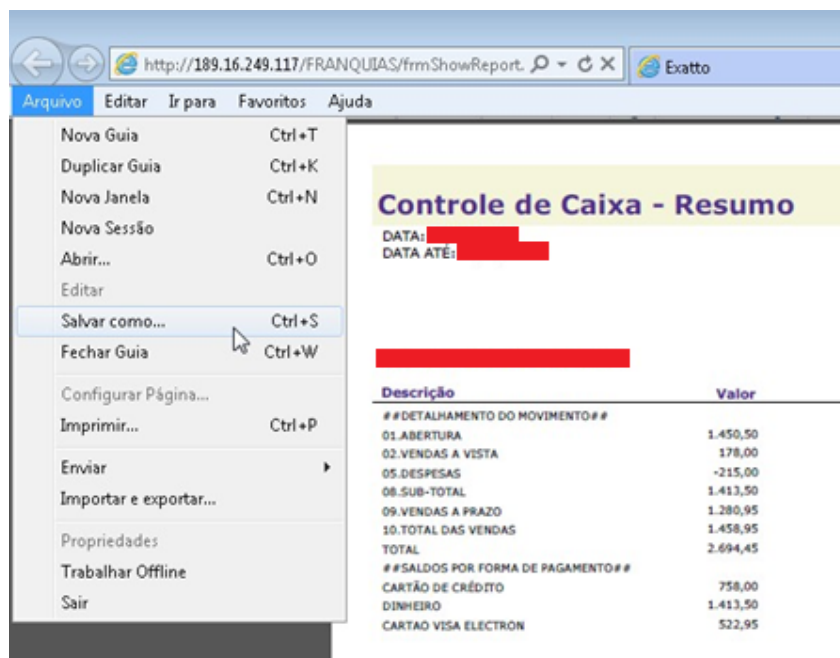 http://189.16.249.117/FRANQUIAS/frmShowReport.
Exatto
Arquivo Editar Ir para Favoritos Ajuda
Nova Guia Ctrl+T
Duplicar Guia Ctrl+K
Nova Janela Ctrl+N
Nova Sessão
Abrir... Ctrl+O
Editar
Salvar como... Ctrl+S
Fechar Guia Ctrl+W
Configurar Página...
Imprimir... Ctrl+P
Enviar
Importar e exportar...
Propriedades
Trabalhar Offline
Sair
Controle de Caixa - Resumo
DATA:
DATA ATÉ:
Descrição Valor
##DETALHAMENTO DO MOVIMENTO##
01.ABERTURA 1.450,50
02.VENDAS A VISTA 178,00
05.DESPESAS -215,00
08.SUB-TOTAL 1.413,50
09.VENDAS A PRAZO 1.280,95
10.TOTAL DAS VENDAS 1.458,95
TOTAL 2.694,45
##SALDOS POR FORMA DE PAGAMENTO##
CARTÃO DE CRÉDITO 758,00
DINHEIRO 1.413,50
CARTAO VISA ELECTRON 522,95